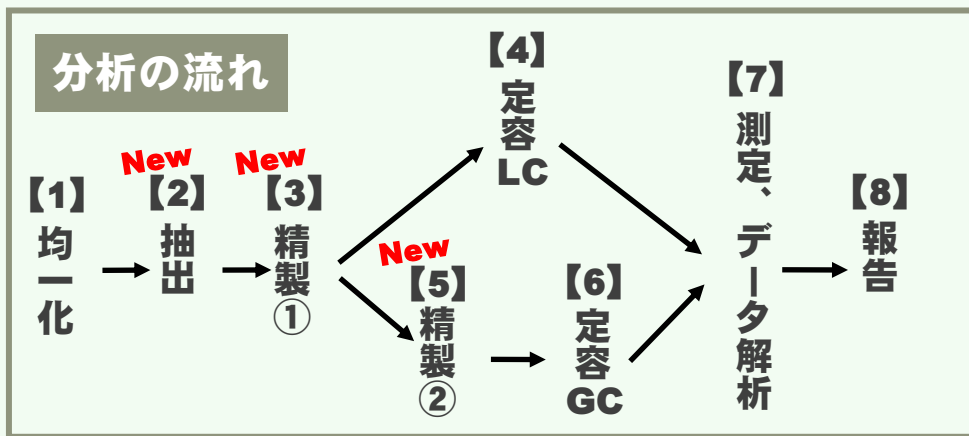 分析の流れ
【1】
均一化
New
【2】
抽出
New
【3】
精製①
【4】
定容
LC
New
【5】
精製②
【6】
定容
GC
【7】
測定、データ解析
【8】
報告